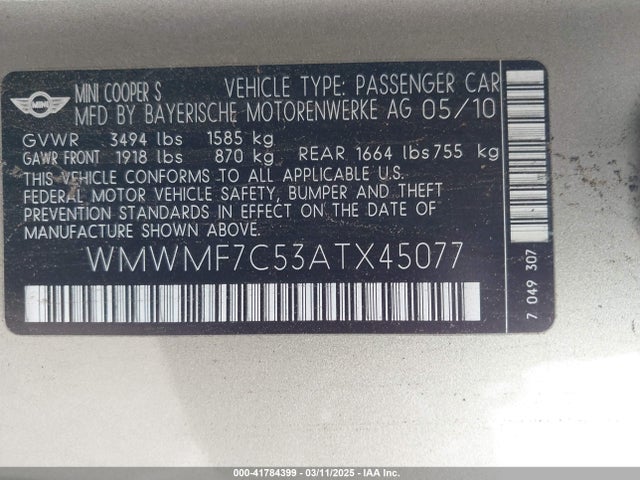 MINI
MINI COOPER S VEHICLE TYPE: PASSENGER CAR
MFD BY BAYERISCHE MOTORENWERKE AG 05/10
GVWR 3494 lbs 1585 kg
GAWR FRONT 1918 lbs 870 kg REAR 1664 lbs 755 kg
THIS VEHICLE CONFORMS TO ALL APPLICABLE U.S.
FEDERAL MOTOR VEHICLE SAFETY, BUMPER AND THEFT
PREVENTION STANDARDS IN EFFECT ON THE DATE OF
MANUFACTURE SHOWN ABOVE.
WMWMF7C53ATX45077
7 049 307
000-41784399 - 03/11/2025 - IAA Inc.